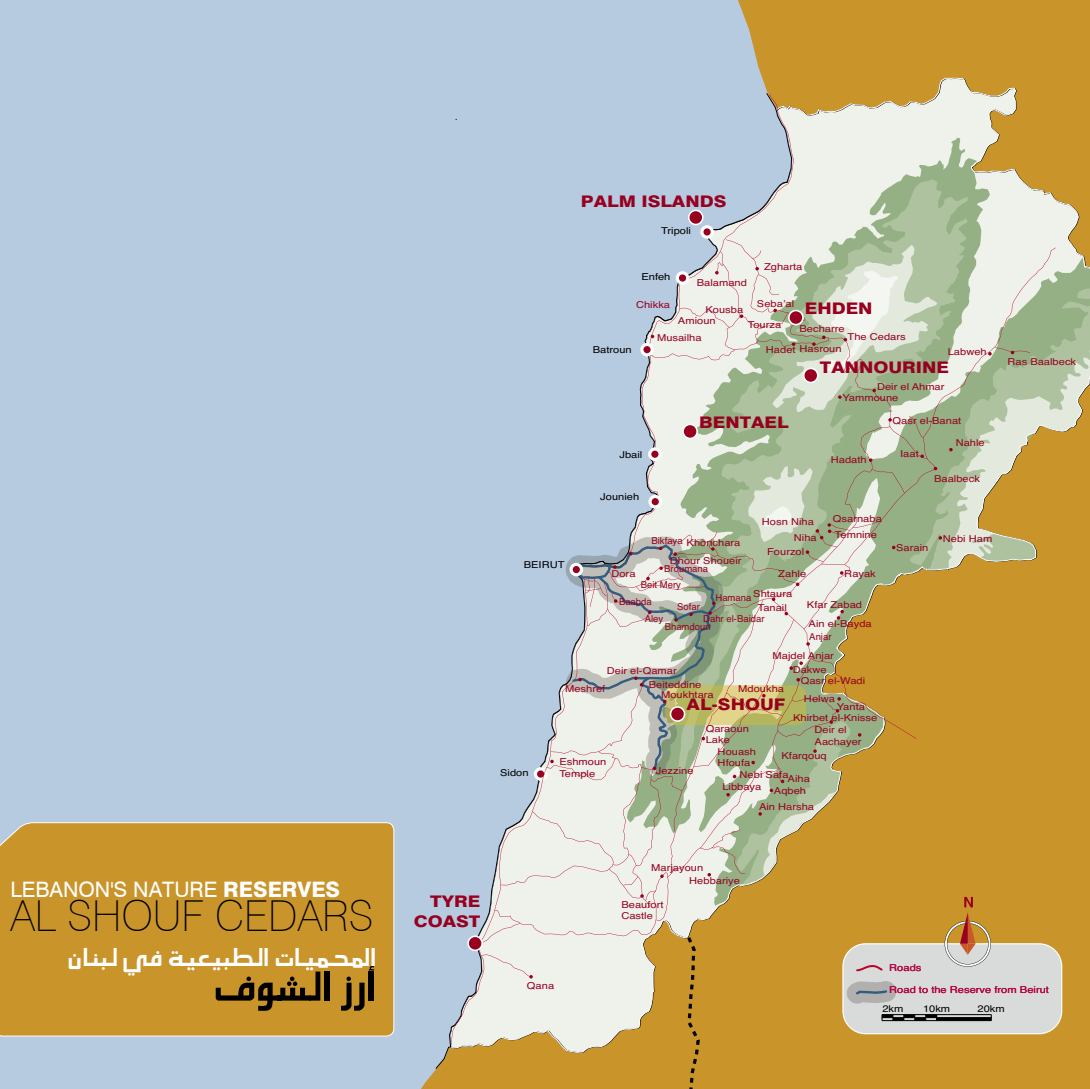 PALM ISLANDS
Tripoli
Enfeh
Zgharta
Balamand
Chikka
Kousba
Seba'al
EHDEN
Amioun
Tourza
Becharre
Musailha
The Cedars
Batroun
Hadet
Hasroun
Labweh
Ras Baalbeck
TANNOURINE
Deir el Ahmar
Yammoune
BENTAEL
Qasr el-Banat
Jbail
Nahle
Hadath
Iaat
Baalbeck
Jounieh
Hosn Niha
Qsarnaba
Niha
Temnine
Nebi Ham
Bikfaya
Khonchara
Fourzol
Sarain
Dhour Shoueir
BEIRUT
Broumana
Dora
Zahle
Rayak
Beit Mery
Shtaura
Baabda
Hamana
Sofar
Tanail
Kfar Zabad
Aley
Dahr el-Baidar
Bhamdoun
Ain el-Bayda
Anjar
Majdel Anjar
Deir el-Qamar
Dakwe
Meshref
Beiteddine
Mdoukha
Qasr el-Wadi
Moukhtara
AL-SHOUF
Helwa
Yanta
Khirbet el-Knisse
Qaraoun
Lake
Deir el
Aachayer
Houash
Hfoufa
Kfarqouq
Eshmoun
Temple
Sidon
Jezzine
Nebi Safa
Aiha
Libbaya
Aqbeh
Ain Harsha
Marjayoun
Hebbariye
TYRE
COAST
Beaufort
Castle
Qana
LEBANON'S NATURE RESERVES
AL SHOUF CEDARS
المحميات الطبيعية في لبنان
أرز الشوف
N
Roads
Road to the Reserve from Beirut
2km 10km 20km